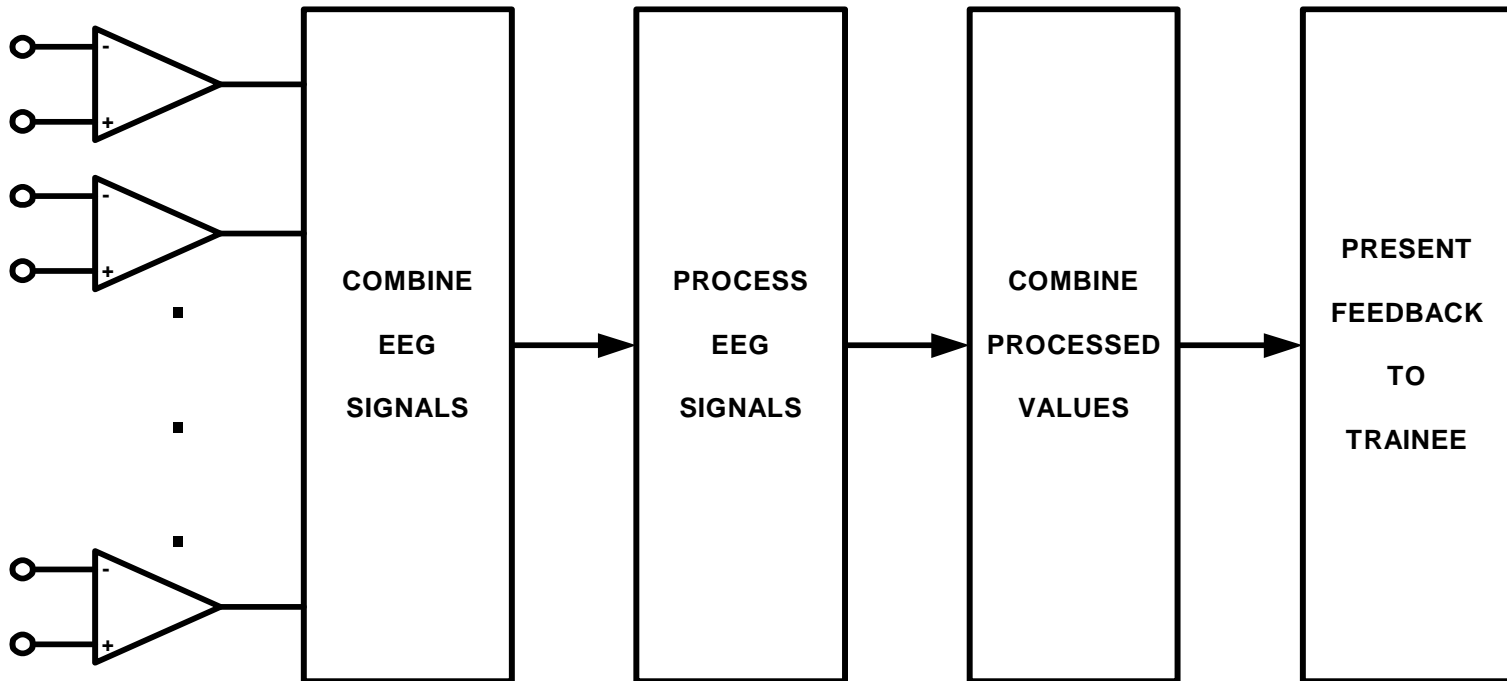 -
+
-
+
-
+
COMBINE
EEG
SIGNALS
PROCESS
EEG
SIGNALS
COMBINE
PROCESSED
VALUES
PRESENT
FEEDBACK
TO
TRAINEE